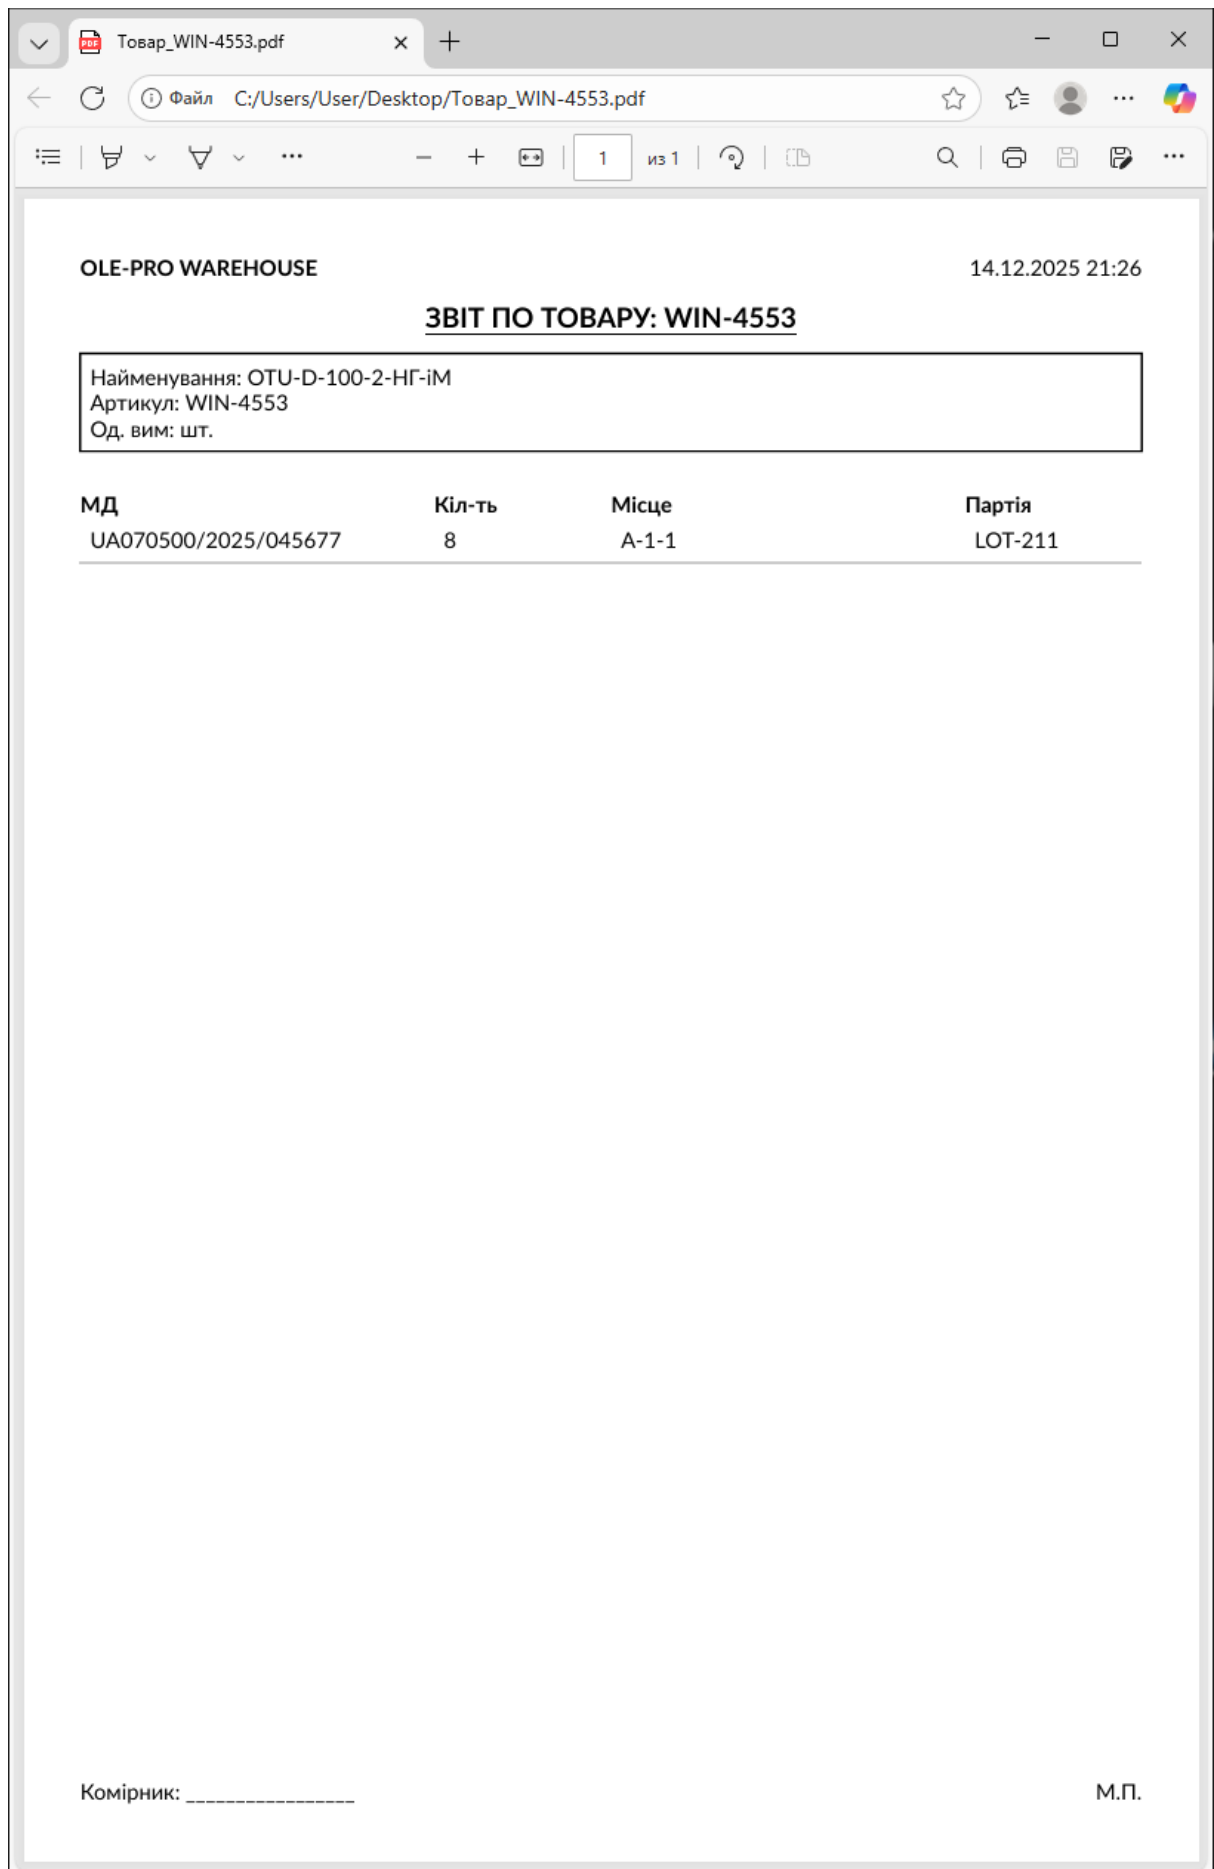 Товар_WIN-4553.pdf
Файл C:/Users/User/Desktop/Товар_WIN-4553.pdf
1 из 1
OLE-PRO WAREHOUSE 14.12.2025 21:26
ЗВІТ ПО ТОВАРУ: WIN-4553
Найменування: OTU-D-100-2-НГ-іМ
Артикул: WIN-4553
Од. вим: шт.
МД Кіл-ть Місце Партія
UA070500/2025/045677 8 A-1-1 LOT-211
Комірник: _________________ М.П.